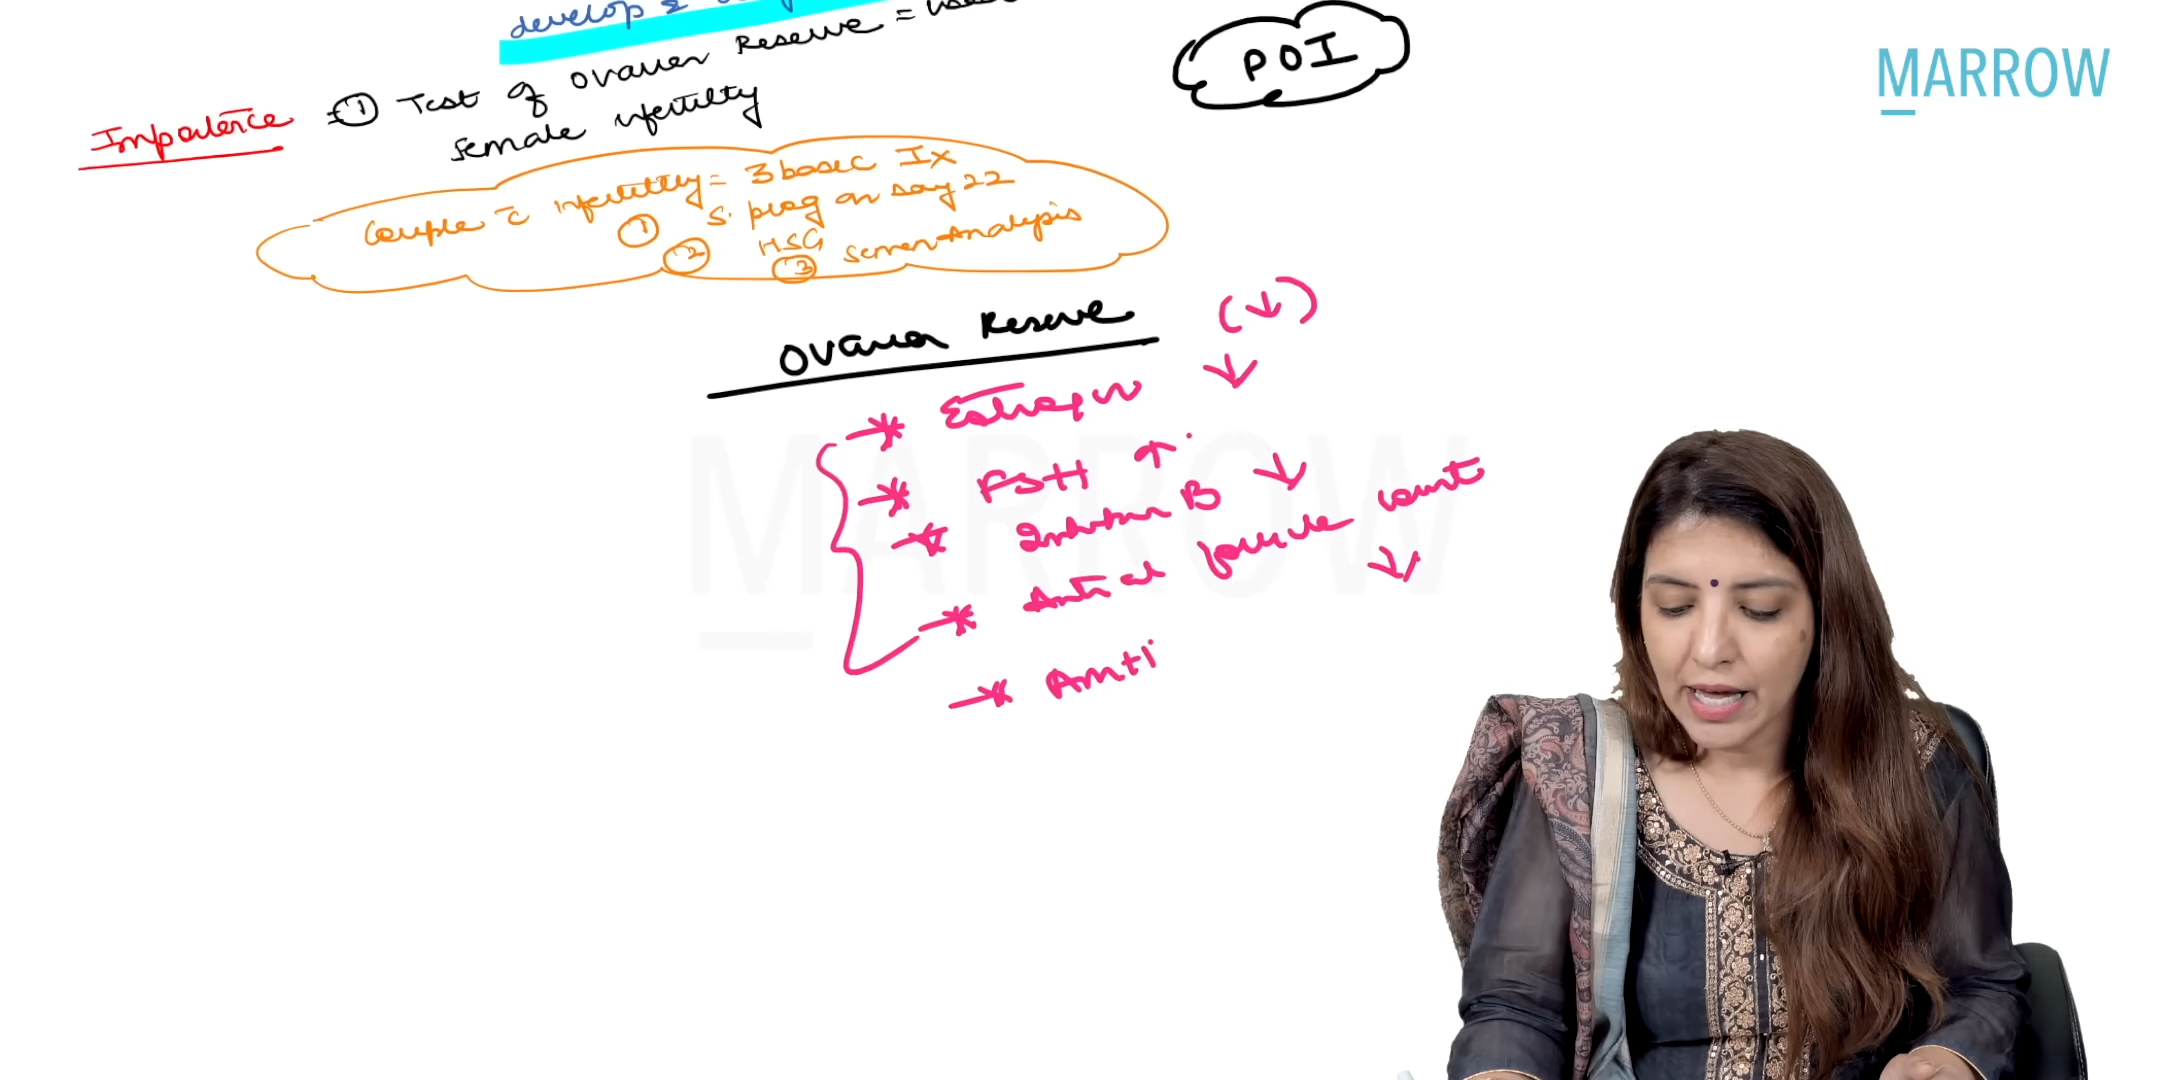 develop &
Importance = ① Test of Ovarian Reserve =
female infertility
POI
MARROW
Couple c̄ infertility = 3 basic Ix
① S. prog on day 22
② HSG
③ Semen Analysis
Ovarian Reserve (↓)
* Estrogen ↓
* FSH ↑
* Inhibin B ↓
* Antral follicle count ↓
* Anti
MARROW